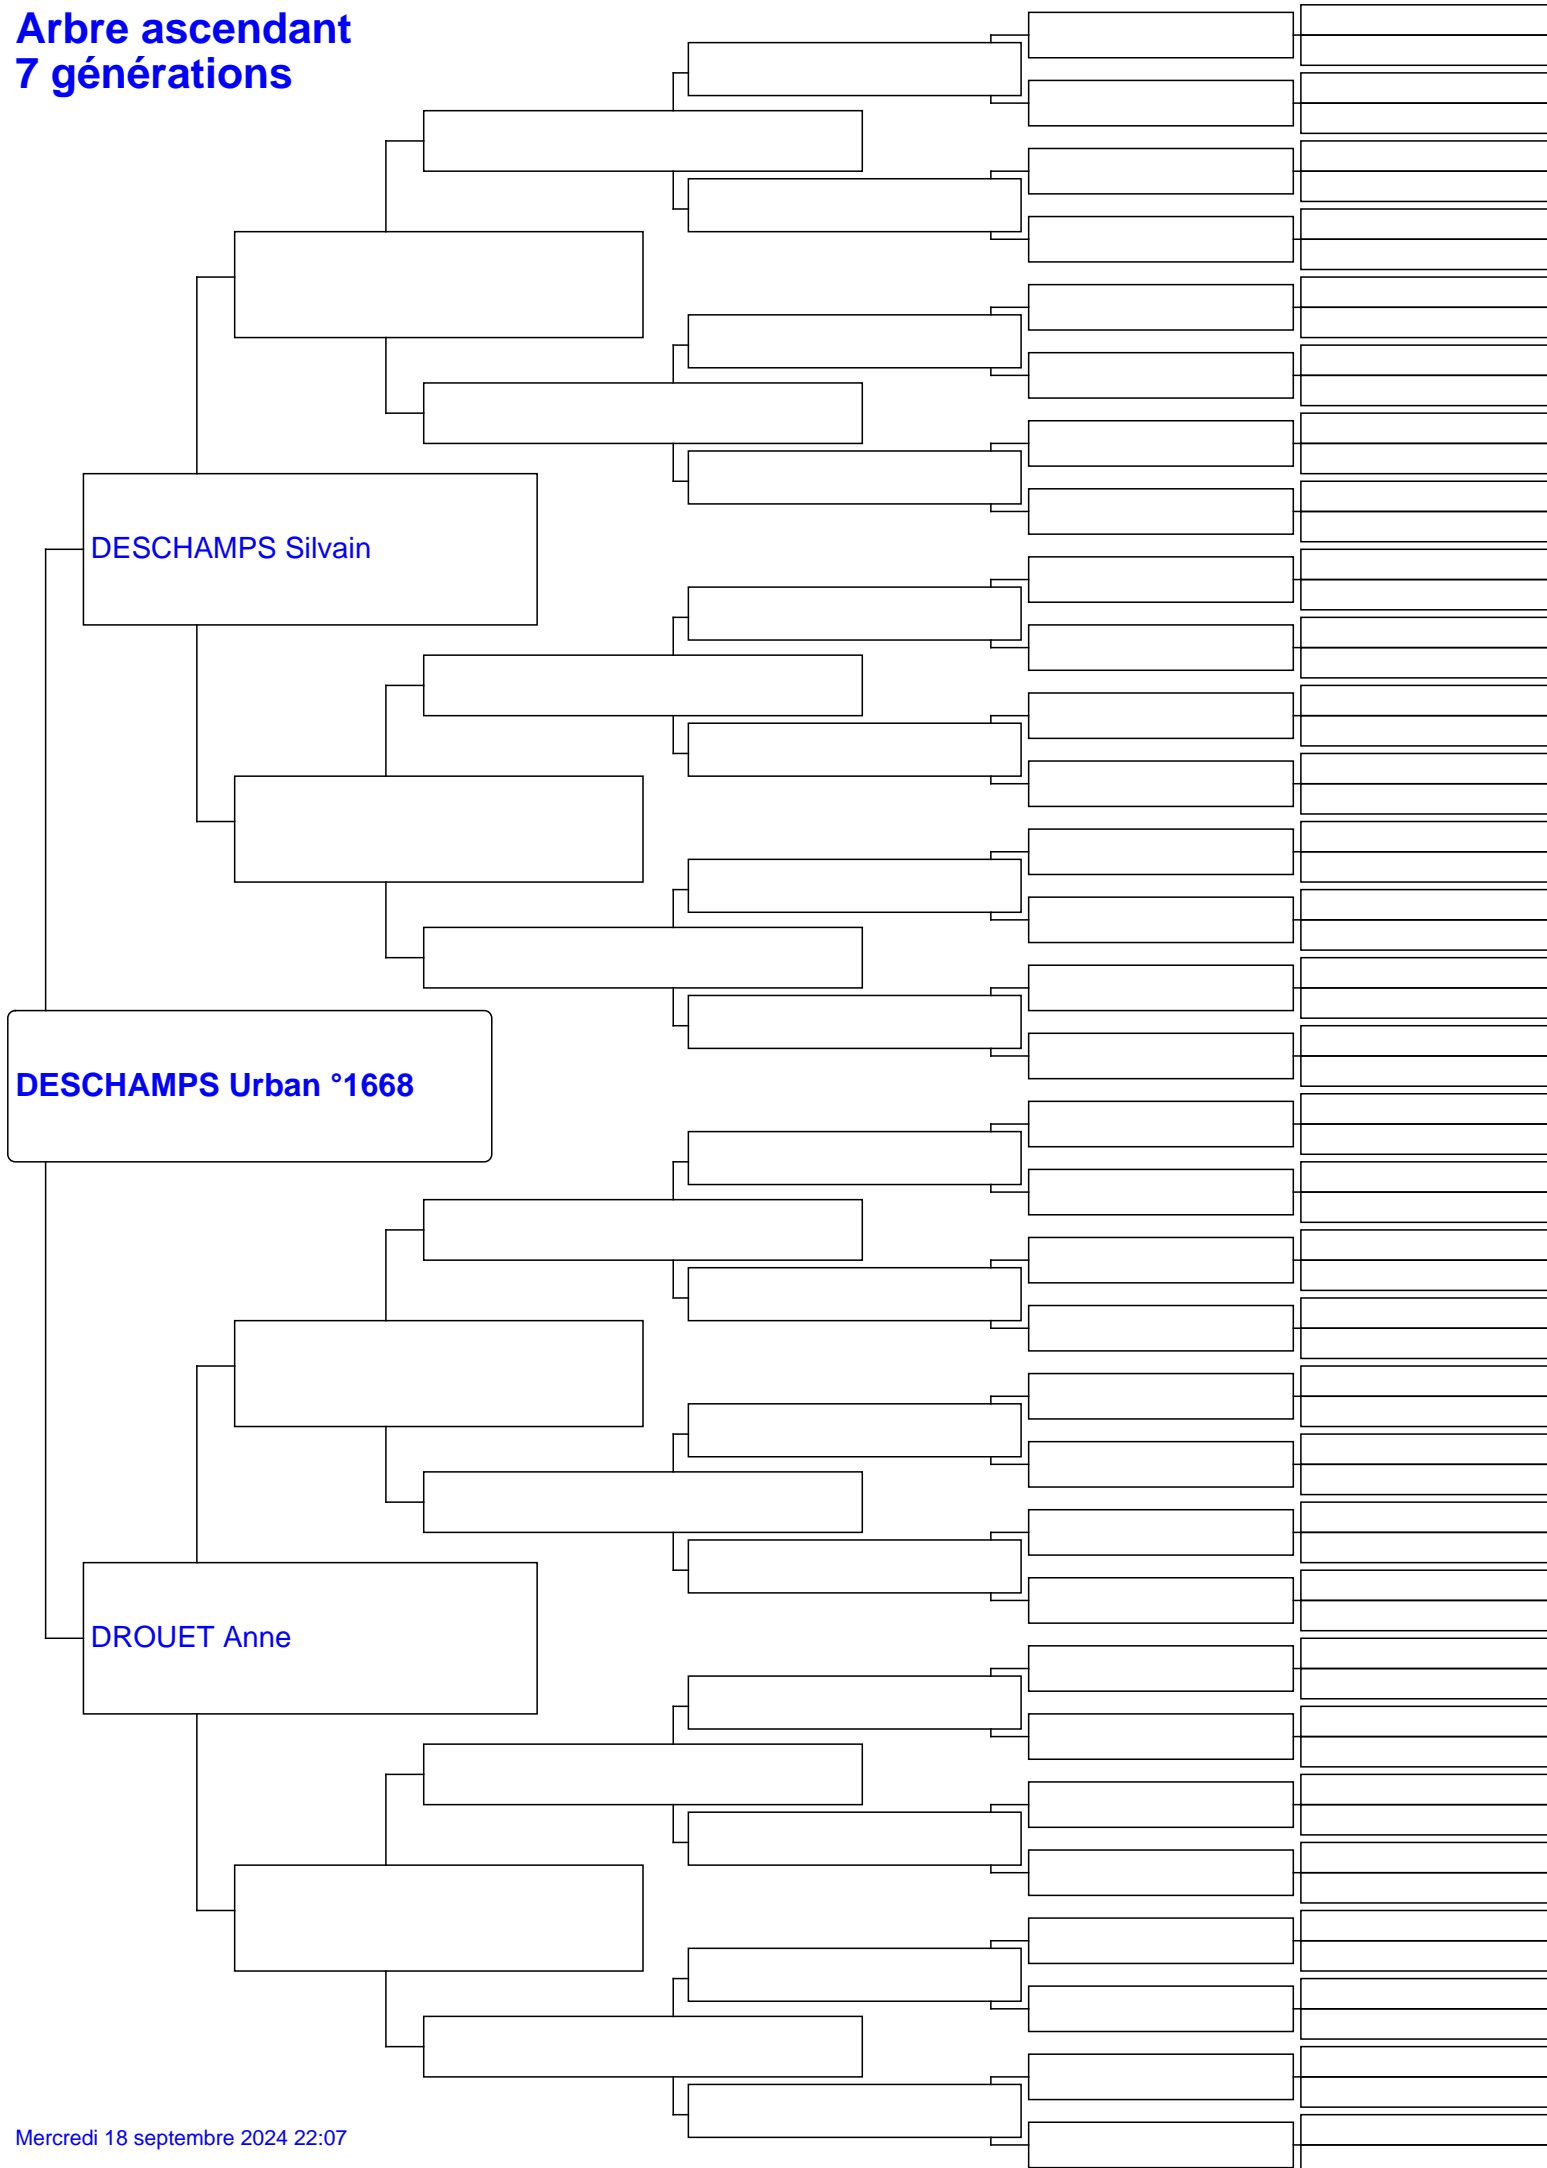 Arbre ascendant
7 générations
DESCHAMPS Silvain
DESCHAMPS Urban °1668
DROUET Anne
Mercredi 18 septembre 2024 22:07